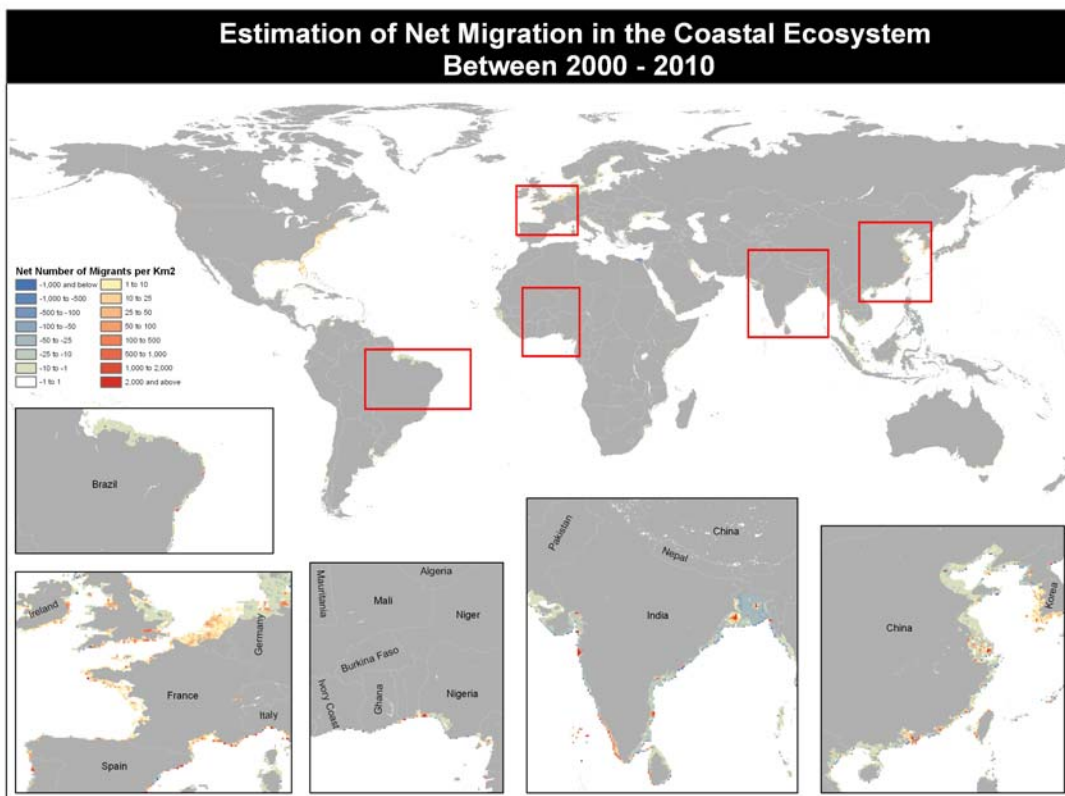 Estimation of Net Migration in the Coastal Ecosystem
Between 2000 - 2010
Net Number of Migrants per Km2
-1,000 and below
-1,000 to -500
-500 to -100
-100 to -50
-50 to -25
-25 to -10
-10 to -1
-1 to 1
1 to 10
10 to 25
25 to 50
50 to 100
100 to 500
500 to 1,000
1,000 to 2,000
2,000 and above
Brazil
Ireland
Germany
France
Italy
Spain
Mauritania
Algeria
Mali
Niger
Burkina Faso
Ivory Coast
Ghana
Nigeria
Pakistan
China
Nepal
India
China
Korea